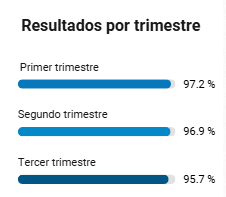 Resultados por trimestre
Primer trimestre
97.2 %
Segundo trimestre
96.9 %
Tercer trimestre
95.7 %